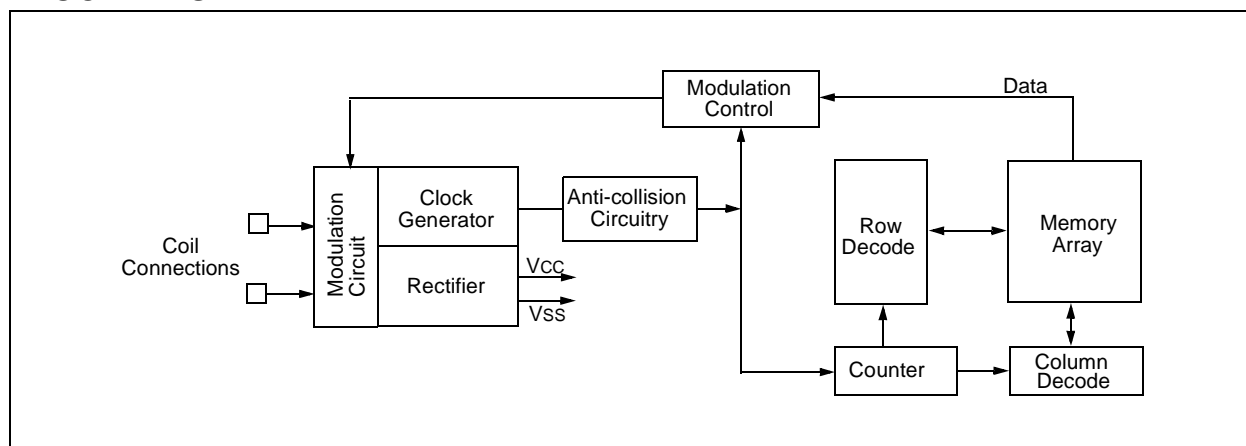 Modulation
Control
Data
Modulation
Circuit
Clock
Generator
Anti-collision
Circuitry
Row
Decode
Memory
Array
Coil
Connections
Rectifier
VCC
VSS
Counter
Column
Decode